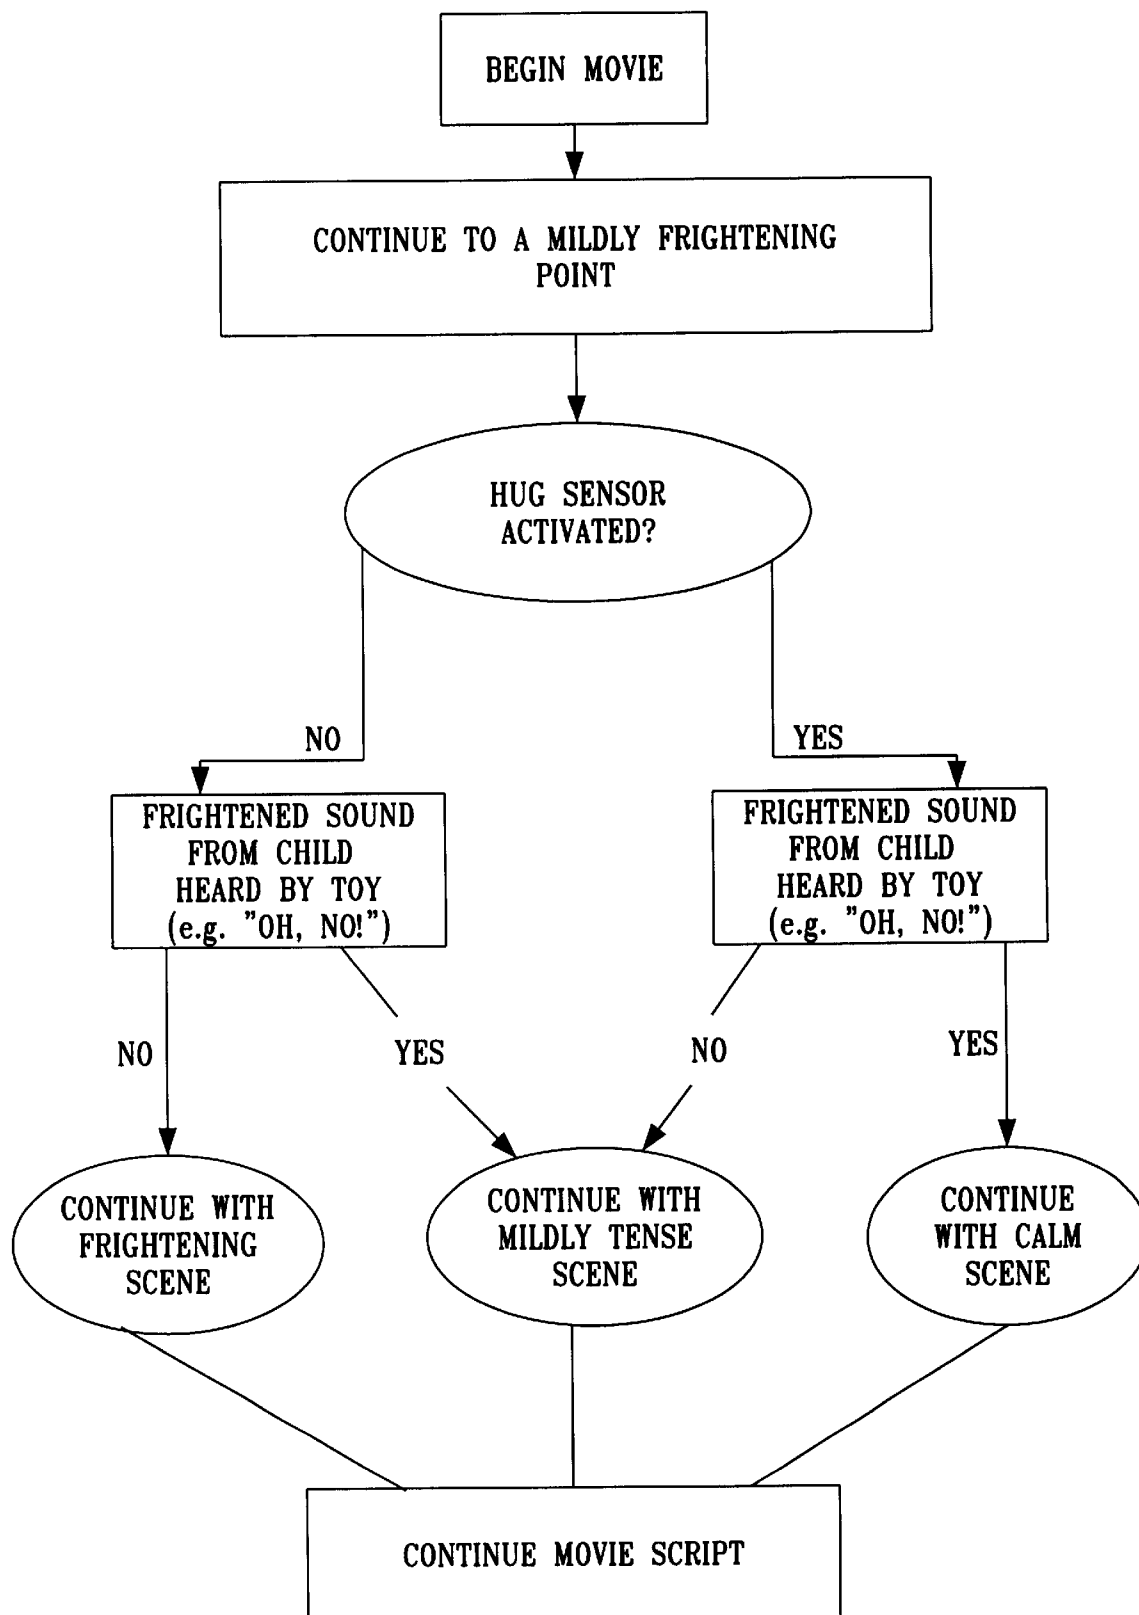 BEGIN MOVIE
CONTINUE TO A MILDLY FRIGHTENING
POINT
HUG SENSOR
ACTIVATED?
NO
YES
FRIGHTENED SOUND
FROM CHILD
HEARD BY TOY
(e.g. "OH, NO!")
FRIGHTENED SOUND
FROM CHILD
HEARD BY TOY
(e.g. "OH, NO!")
NO
YES
NO
YES
CONTINUE WITH
FRIGHTENING
SCENE
CONTINUE WITH
MILDLY TENSE
SCENE
CONTINUE
WITH CALM
SCENE
CONTINUE MOVIE SCRIPT